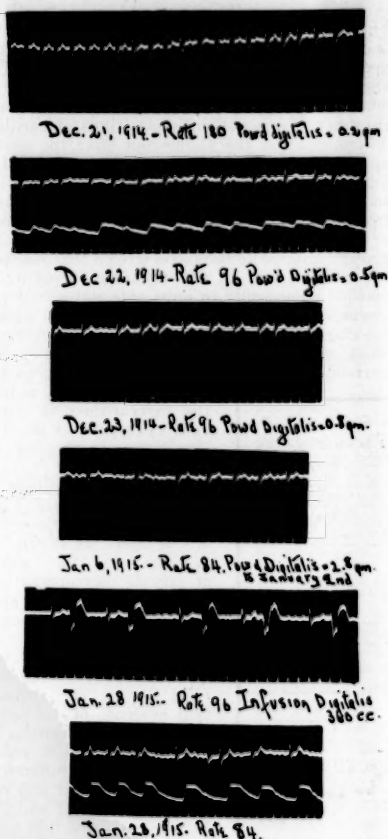 Dec. 21, 1914.- Rate 180 Powd digitalis = 0.2 gm
Dec 22, 1914 - Rate 96 Pow'd Digitalis = 0.5 gm
Dec. 23, 1914 - Rate 96 Powd Digitalis = 0.8 gm.
Jan 6, 1915.- Rate 84. Powd Digitalis = 2.8 gm.
to January 2nd
Jan. 28 1915.- Rate 96 Infusion Digitalis
300 cc.
Jan. 28, 1915. Rate 84.